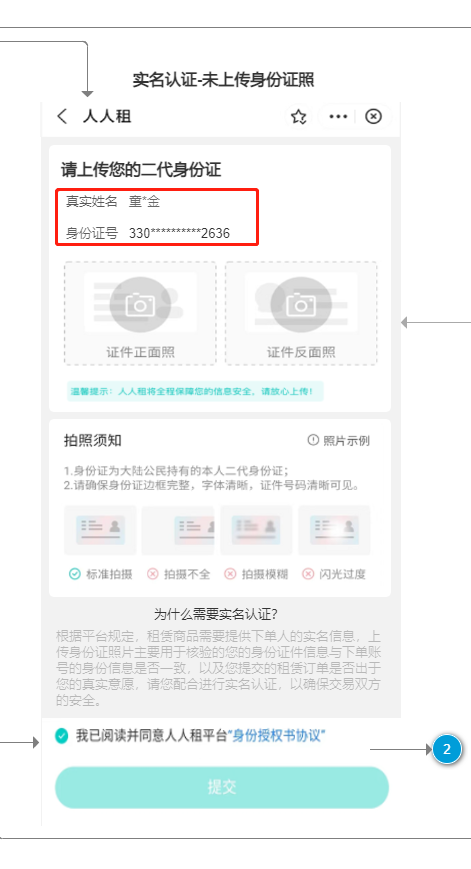 实名认证-未上传身份证照
人人租
请上传您的二代身份证
真实姓名 童*金
身份证号 330**********2636
证件正面照 证件反面照
温馨提示：人人租将全程保障您的信息安全，请放心上传！
拍照须知 照片示例
1.身份证为大陆公民持有的本人二代身份证；
2.请确保身份证边框完整，字体清晰，证件号码清晰可见。
标准拍摄 拍摄不全 拍摄模糊 闪光过度
为什么需要实名认证?
根据平台规定，租赁商品需要提供下单人的实名信息，上
传身份证照片主要用于核验的您的身份证件信息与下单账
号的身份信息是否一致，以及您提交的租赁订单是否出于
您的真实意愿，请您配合进行实名认证，以确保交易双方
的安全。
我已阅读并同意人人租平台“身份授权书协议”
2
提交